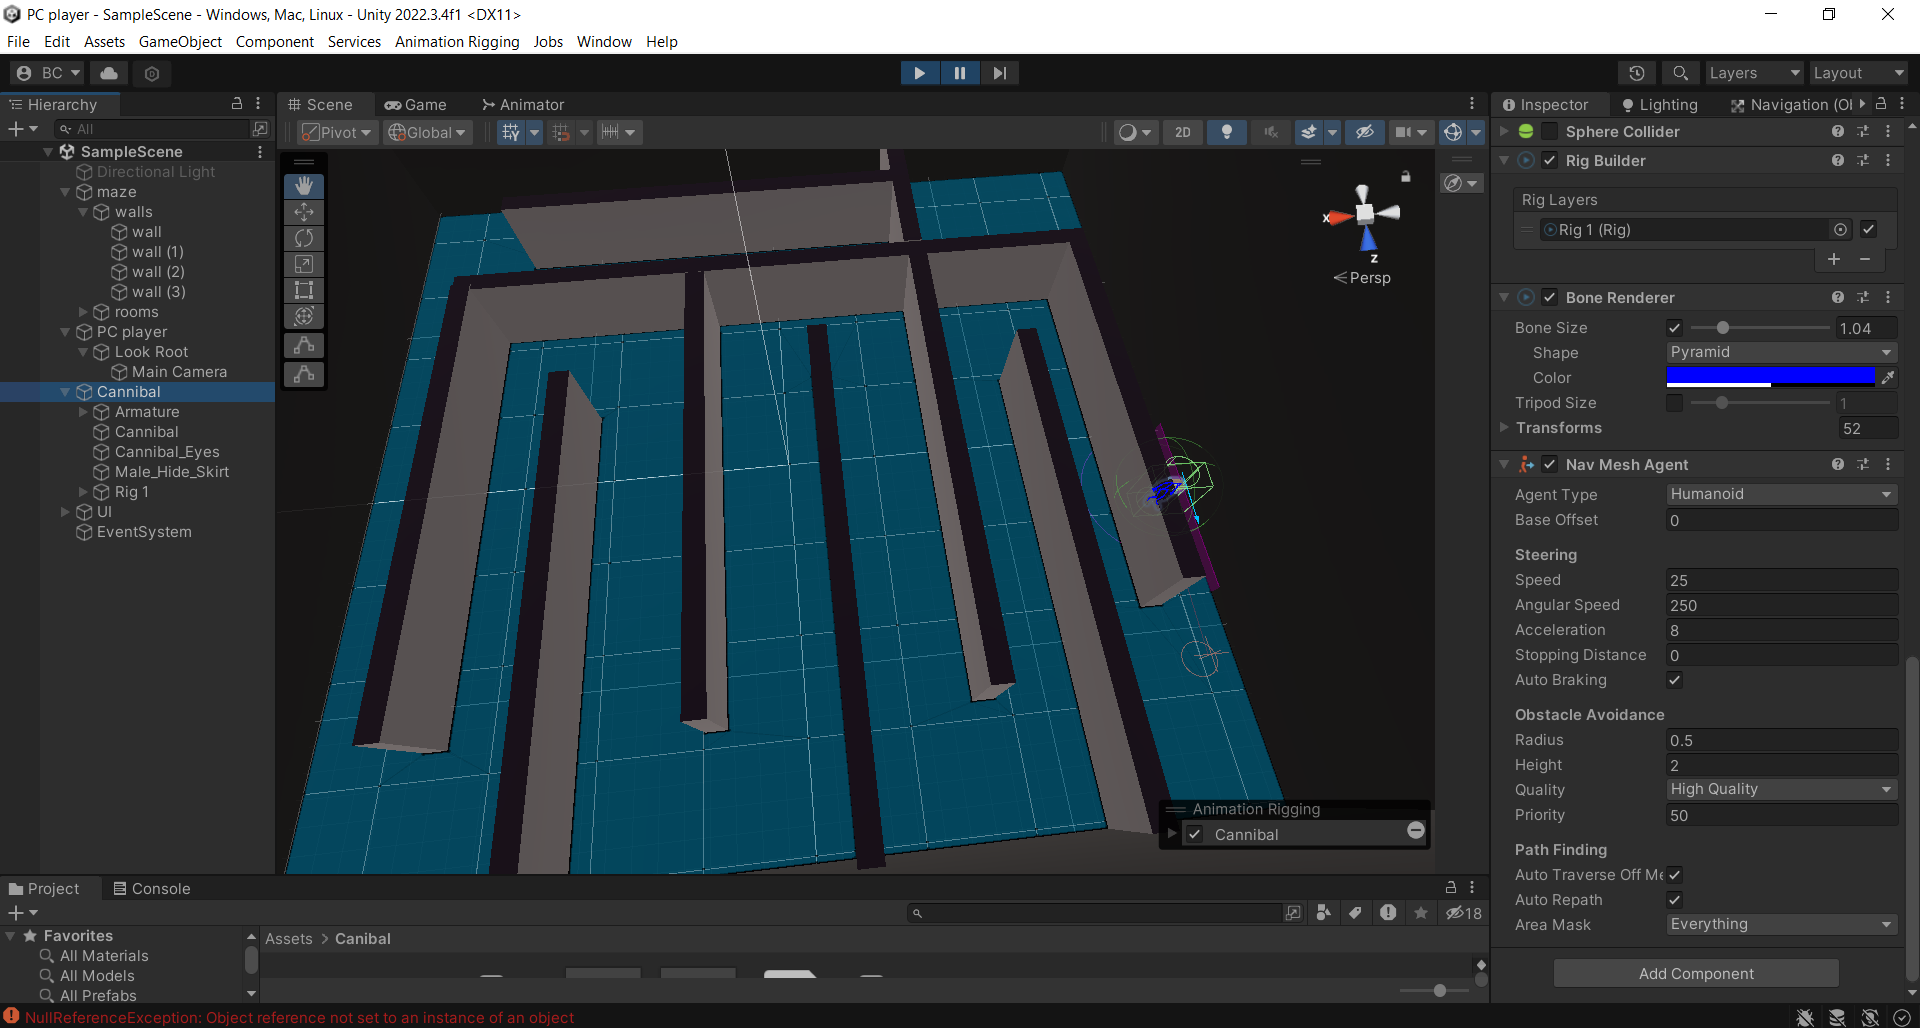 PC player - SampleScene - Windows, Mac, Linux - Unity 2022.3.4f1 <DX11>
File Edit Assets GameObject Component Services Animation Rigging Jobs Window Help
BC Layers Layout
Hierarchy
All
SampleScene
Directional Light
maze
walls
wall
wall (1)
wall (2)
wall (3)
rooms
PC player
Look Root
Main Camera
Cannibal
Armature
Cannibal
Cannibal_Eyes
Male_Hide_Skirt
Rig 1
UI
EventSystem
Scene Game Animator
Pivot Global 2D
x
z
Persp
Animation Rigging
Cannibal
Inspector Lighting Navigation (Ol
Sphere Collider
Rig Builder
Rig Layers
Rig 1 (Rig)
Bone Renderer
Bone Size 1.04
Shape Pyramid
Color
Tripod Size 1
Transforms 52
Nav Mesh Agent
Agent Type Humanoid
Base Offset 0
Steering
Speed 25
Angular Speed 250
Acceleration 8
Stopping Distance 0
Auto Braking
Obstacle Avoidance
Radius 0.5
Height 2
Quality High Quality
Priority 50
Path Finding
Auto Traverse Off Me
Auto Repath
Area Mask Everything
Add Component
Project Console
18
Favorites
All Materials
All Models
All Prefabs
Assets > Canibal
NullReferenceException: Object reference not set to an instance of an object